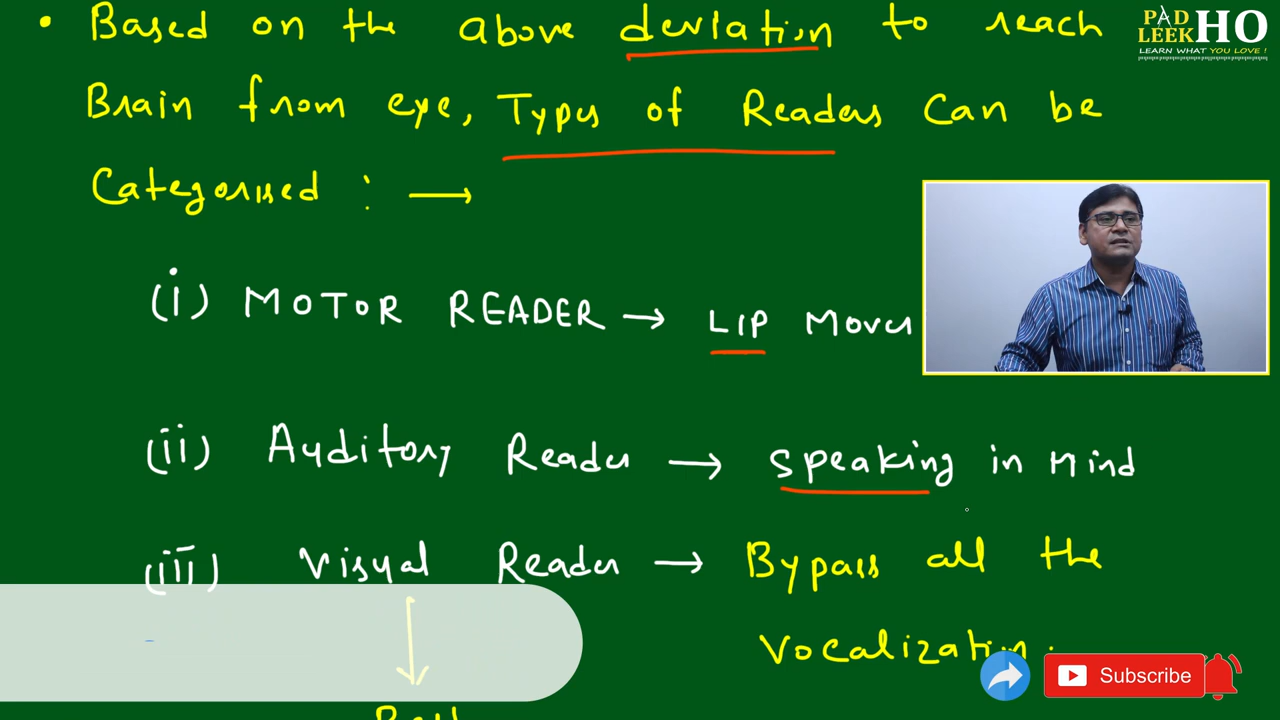 • Based on the above deviation to reach
Brain from eye, Types of Readers Can be
Categorised : →
(i) MOTOR READER → LIP Moves
(ii) Auditory Reader → speaking in Mind
(iii) Visual Reader → Bypass all the
Vocalization.
PAD
LEEK HO
LEARN WHAT YOU LOVE !
Subscribe